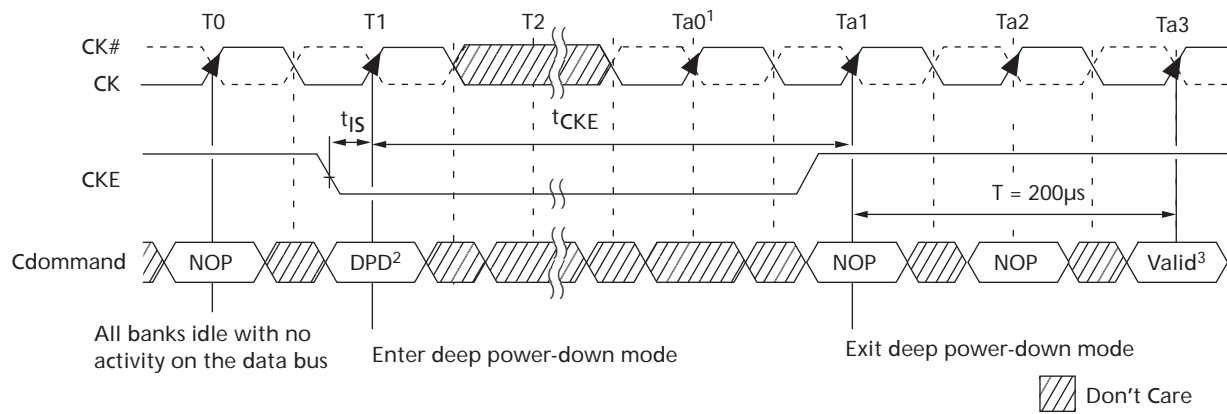 T0 T1 T2 Ta0¹ Ta1 Ta2 Ta3
CK#
CK
tIS
tCKE
CKE
T = 200µs
Cdommand
NOP DPD² NOP NOP Valid³
All banks idle with no
activity on the data bus
Enter deep power-down mode
Exit deep power-down mode
Don't Care